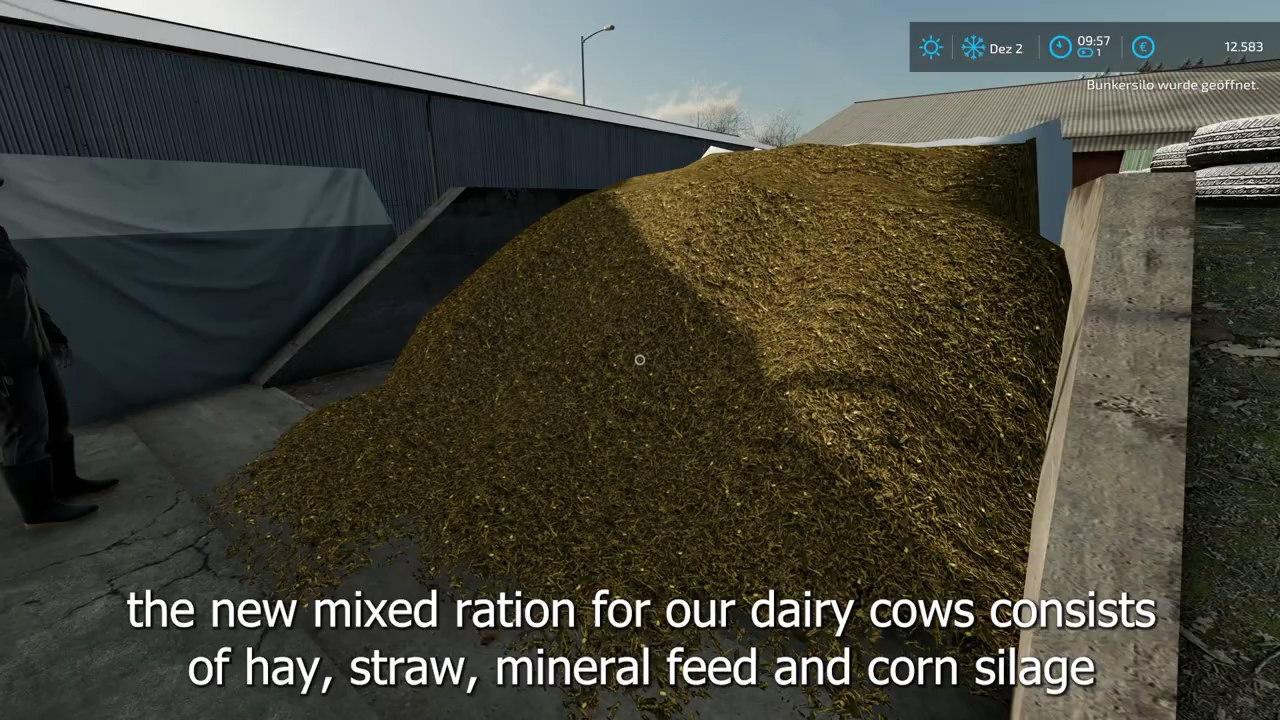 Dez 2
09:57
1
12.583
Bunkersilo wurde geöffnet.
the new mixed ration for our dairy cows consists
of hay, straw, mineral feed and corn silage